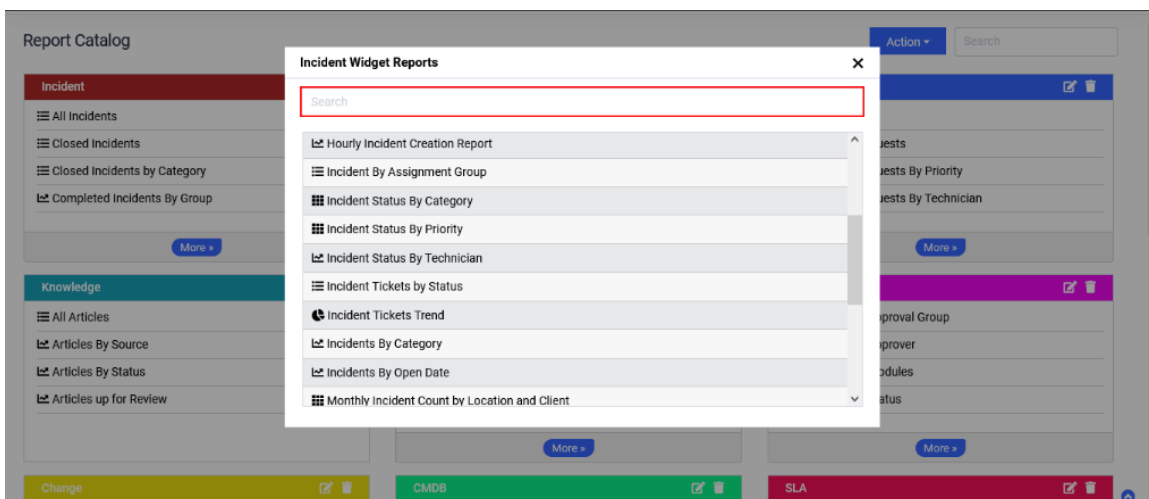 Report Catalog
Action
Search
Incident Widget Reports
Search
Hourly Incident Creation Report
Incident By Assignment Group
Incident Status By Category
Incident Status By Priority
Incident Status By Technician
Incident Tickets by Status
Incident Tickets Trend
Incidents By Category
Incidents By Open Date
Monthly Incident Count by Location and Client
Incident
All Incidents
Closed Incidents
Closed Incidents by Category
Completed Incidents By Group
More »
uests By Priority
uests By Technician
More »
Knowledge
All Articles
Articles By Source
Articles By Status
Articles up for Review
More »
proval Group
prover
odules
atus
More »
Change
CMDB
SLA